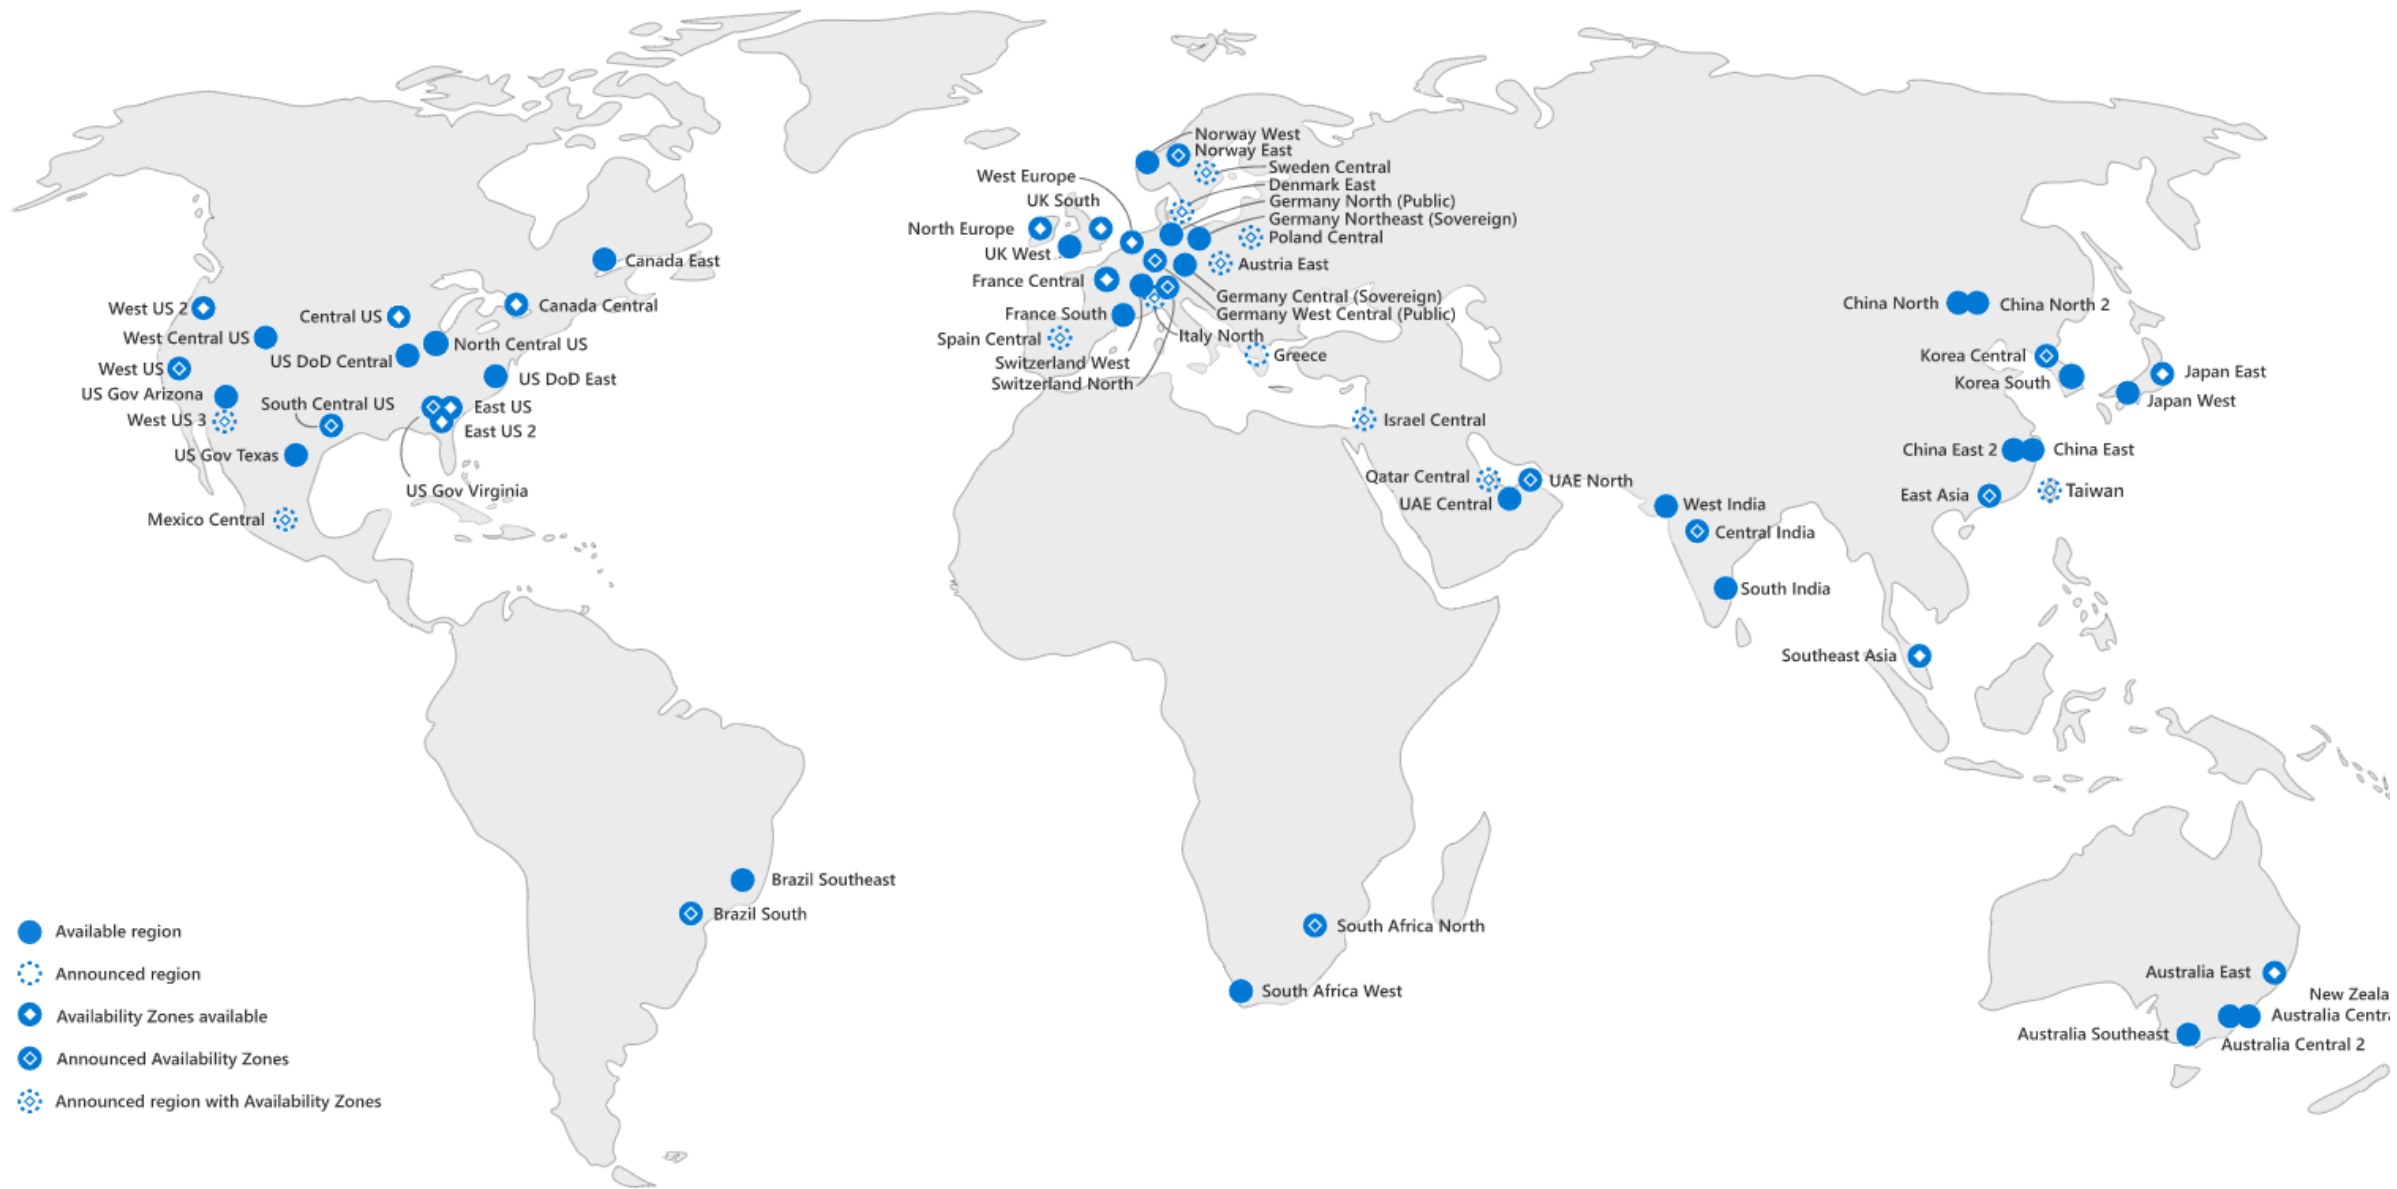 Norway West
Norway East
Sweden Central
West Europe
Denmark East
UK South
Germany North (Public)
Germany Northeast (Sovereign)
North Europe
Poland Central
UK West
Austria East
Canada East
France Central
Germany Central (Sovereign)
Germany West Central (Public)
West US 2
Central US
Canada Central
France South
China North
China North 2
West Central US
North Central US
Spain Central
Italy North
US DoD Central
Switzerland West
Greece
Korea Central
West US
US DoD East
Switzerland North
Korea South
Japan East
US Gov Arizona
South Central US
East US
Japan West
West US 3
East US 2
Israel Central
US Gov Texas
China East 2
China East
US Gov Virginia
Qatar Central
UAE North
East Asia
Taiwan
Mexico Central
UAE Central
West India
Central India
South India
Southeast Asia
Brazil Southeast
Brazil South
South Africa North
South Africa West
Australia East
New Zeala
Australia Centra
Australia Southeast
Australia Central 2
Available region
Announced region
Availability Zones available
Announced Availability Zones
Announced region with Availability Zones